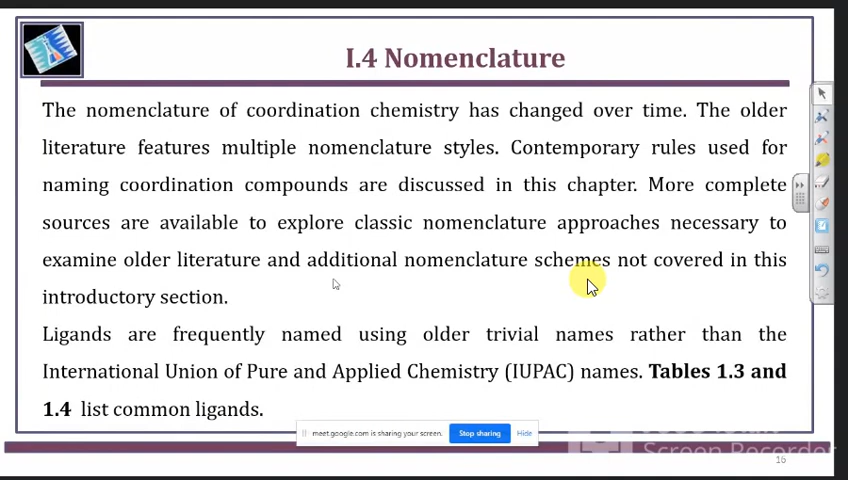 I.4 Nomenclature
The nomenclature of coordination chemistry has changed over time. The older
literature features multiple nomenclature styles. Contemporary rules used for
naming coordination compounds are discussed in this chapter. More complete
sources are available to explore classic nomenclature approaches necessary to
examine older literature and additional nomenclature schemes not covered in this
introductory section.
Ligands are frequently named using older trivial names rather than the
International Union of Pure and Applied Chemistry (IUPAC) names. Tables 1.3 and
1.4 list common ligands.
meet.google.com is sharing your screen. Stop sharing Hide
Screen Recorder
16